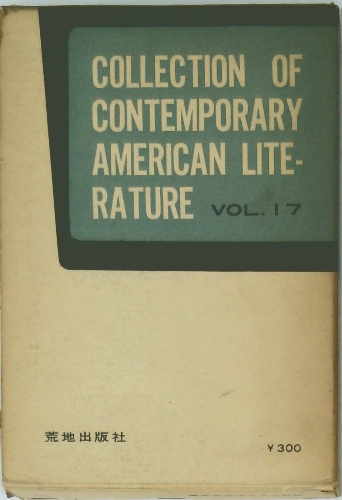 COLLECTION OF
CONTEMPORARY
AMERICAN LITE-
RATURE VOL. 17
荒地出版社
¥300